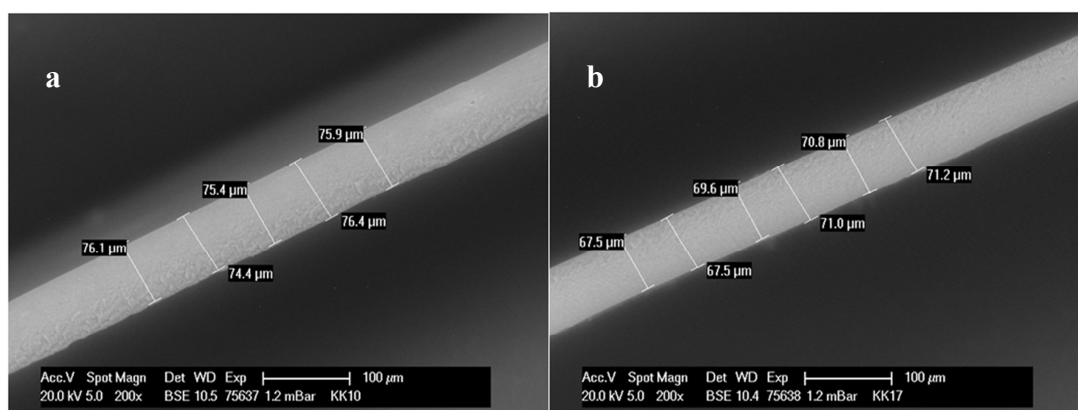 a
75.9 µm
75.4 µm
76.4 µm
76.1 µm
74.4 µm
Acc.V Spot Magn Det WD Exp 100 µm
20.0 kV 5.0 200x BSE 10.5 75637 1.2 mBar KK10
b
70.8 µm
71.2 µm
69.6 µm
71.0 µm
67.5 µm
67.5 µm
Acc.V Spot Magn Det WD Exp 100 µm
20.0 kV 5.0 200x BSE 10.4 75638 1.2 mBar KK17